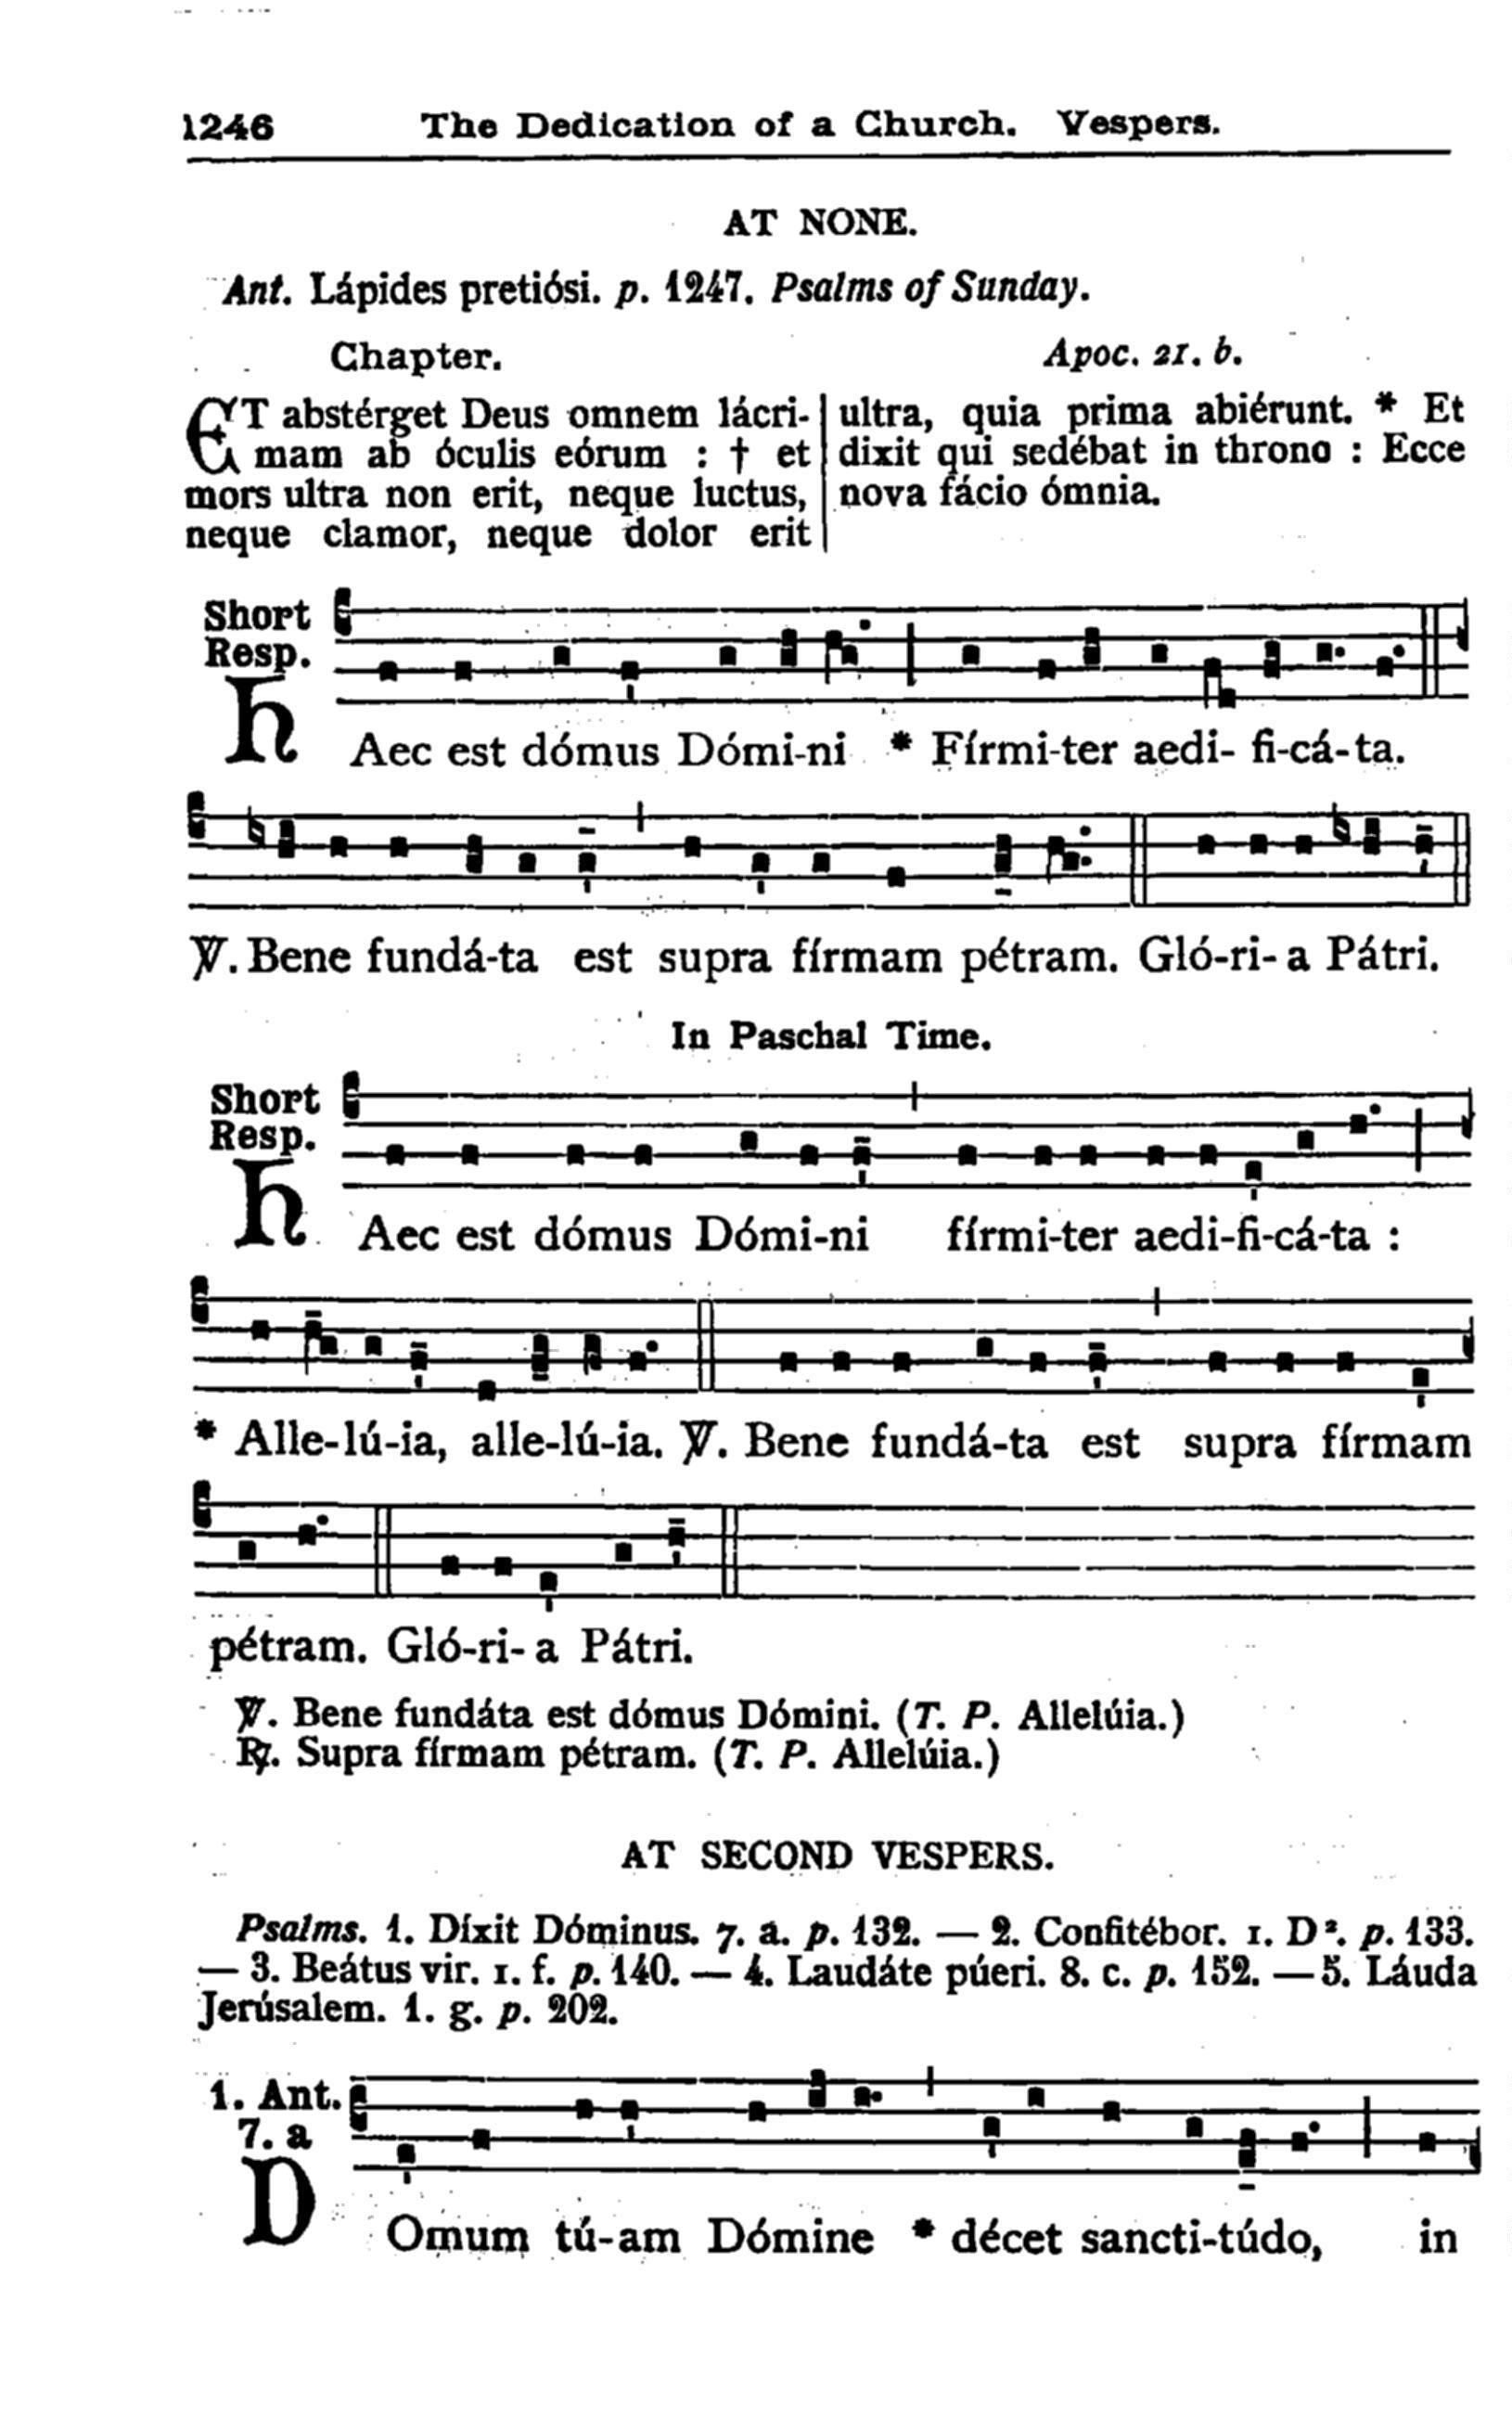 1246 The Dedication of a Church. Vespers.
AT NONE.
Ant. Lápides pretiósi. p. 1247. Psalms of Sunday.
Chapter. Apoc. 21. b.
ET abstérget Deus omnem lácri-
mam ab óculis eórum : † et
mors ultra non erit, neque luctus,
neque clamor, neque dolor erit
ultra, quia prima abiérunt. * Et
dixit qui sedébat in throno : Ecce
nova fácio ómnia.
Short
Resp.
HAec est dómus Dómi-ni * Fírmi-ter aedi- fi-cá-ta.
℣. Bene fundá-ta est supra fírmam pétram. Gló-ri- a Pátri.
In Paschal Time.
Short
Resp.
HAec est dómus Dómi-ni fírmi-ter aedi-fi-cá-ta :
* Alle-lú-ia, alle-lú-ia. ℣. Bene fundá-ta est supra fírmam
pétram. Gló-ri- a Pátri.
℣. Bene fundáta est dómus Dómini. (T. P. Allelúia.)
℟. Supra fírmam pétram. (T. P. Allelúia.)
AT SECOND VESPERS.
Psalms. 1. Díxit Dóminus. 7. a. p. 132. — 2. Confitébor. 1. D². p. 133.
— 3. Beátus vir. 1. f. p. 140. — 4. Laudáte púeri. 8. c. p. 152. — 5. Láuda
Jerúsalem. 1. g. p. 202.
1. Ant.
7. a
DOmum tú-am Dómine * décet sancti-túdo, in